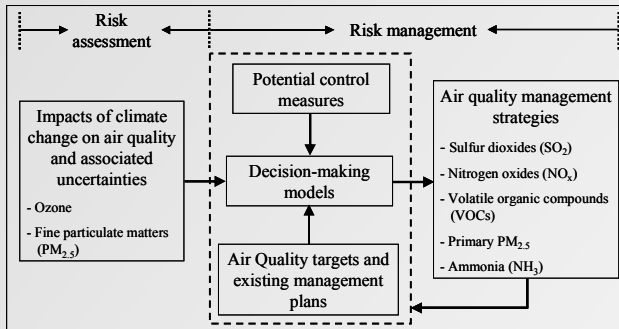 Risk
assessment
Risk management
Impacts of climate
change on air quality
and associated
uncertainties
- Ozone
- Fine particulate matters
(PM2.5)
Potential control
measures
Decision-making
models
Air Quality targets and
existing management
plans
Air quality management
strategies
- Sulfur dioxides (SO2)
- Nitrogen oxides (NOx)
- Volatile organic compounds
(VOCs)
- Primary PM2.5
- Ammonia (NH3)